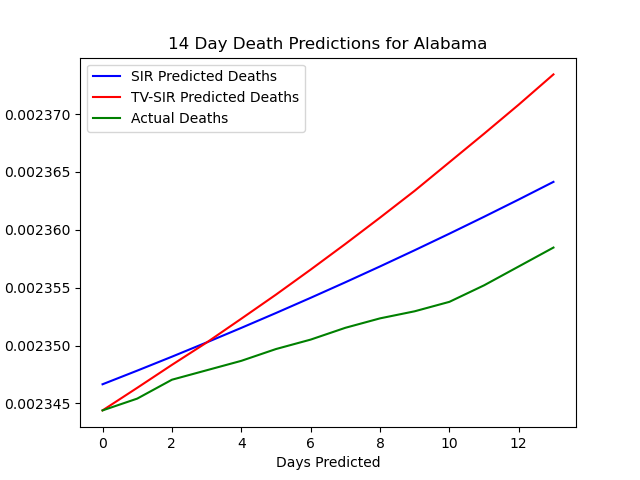 14 Day Death Predictions for Alabama
SIR Predicted Deaths
TV-SIR Predicted Deaths
Actual Deaths
0.002370
0.002365
0.002360
0.002355
0.002350
0.002345
0 2 4 6 8 10 12
Days Predicted